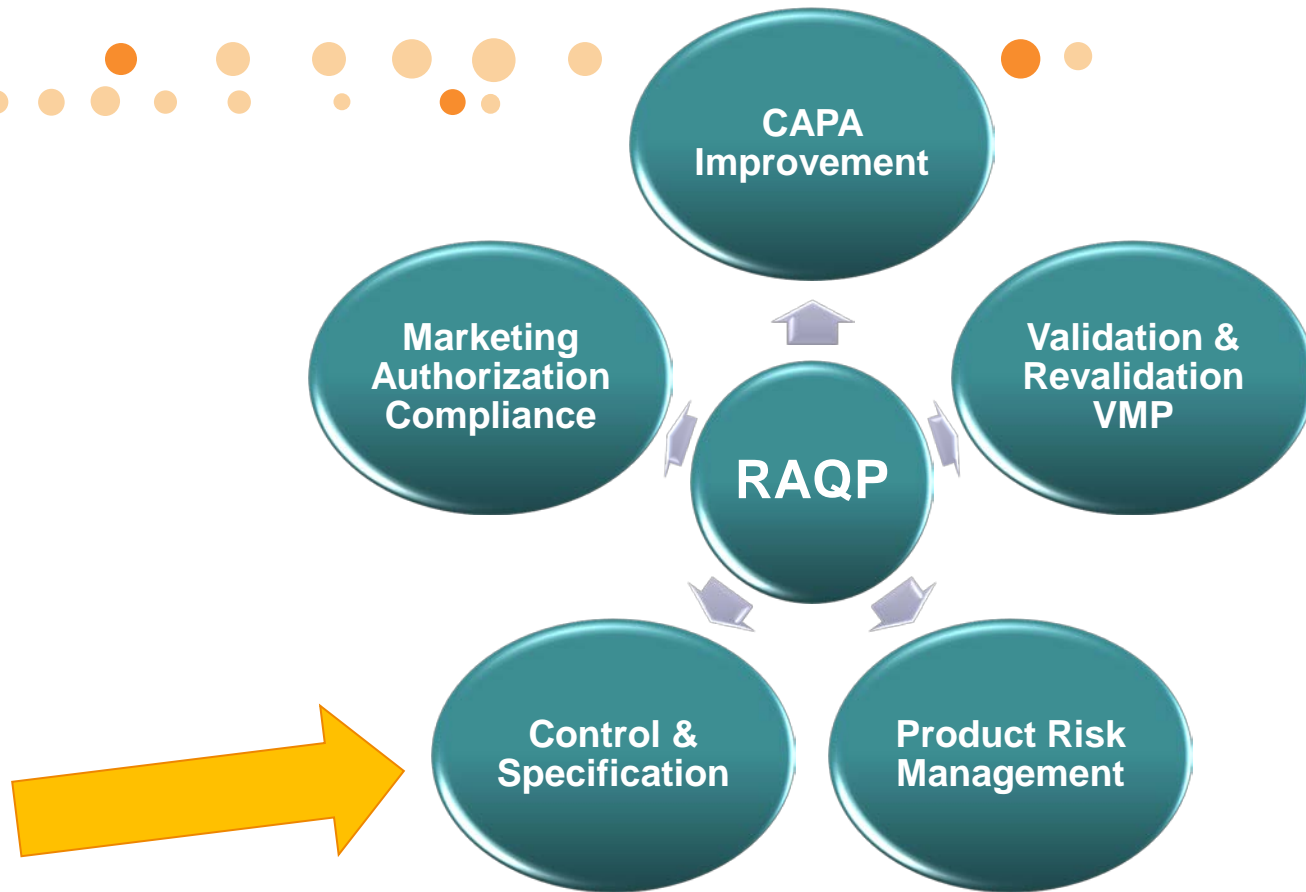 CAPA
Improvement
Marketing
Authorization
Compliance
Validation &
Revalidation
VMP
RAQP
Control &
Specification
Product Risk
Management